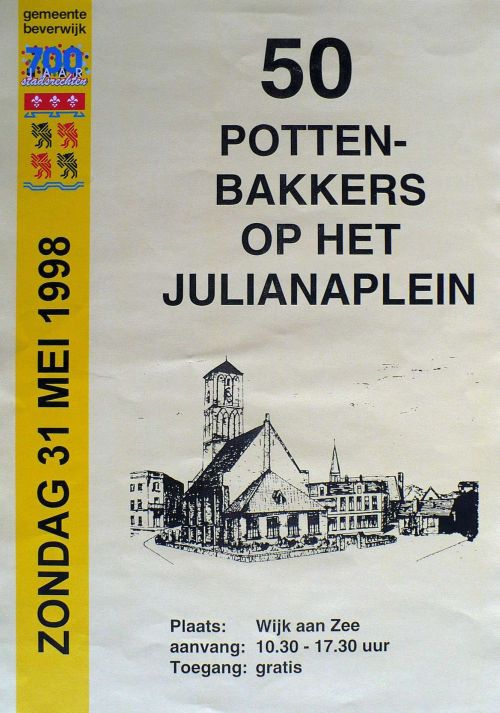 gemeente
beverwijk
700
JAAR
stadsrechten
ZONDAG 31 MEI 1998
50
POTTEN-
BAKKERS
OP HET
JULIANAPLEIN
Plaats: Wijk aan Zee
aanvang: 10.30 - 17.30 uur
Toegang: gratis